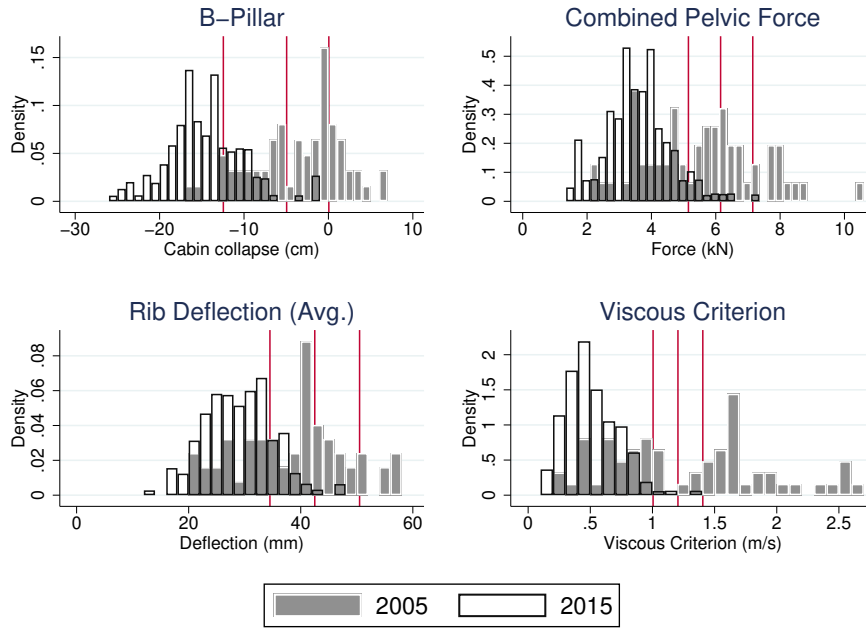 B−Pillar
Density
0 .05 .1 .15
−30 −20 −10 0 10
Cabin collapse (cm)
Combined Pelvic Force
Density
0 .1 .2 .3 .4 .5
0 2 4 6 8 10
Force (kN)
Rib Deflection (Avg.)
Density
0 .02 .04 .06 .08
0 20 40 60
Deflection (mm)
Viscous Criterion
Density
0 .5 1 1.5 2
0 .5 1 1.5 2 2.5
Viscous Criterion (m/s)
2005 2015